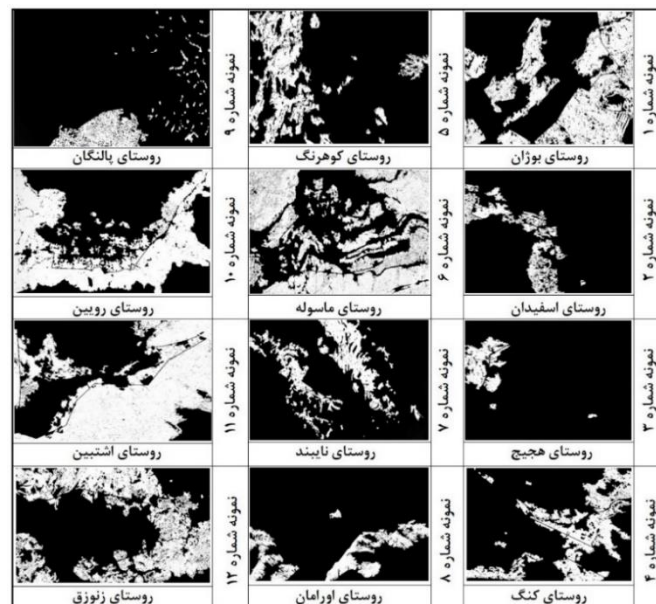 نمونه شماره ۱
روستای بوژان
نمونه شماره ۵
روستای کوهرنگ
نمونه شماره ۹
روستای پالنگان
نمونه شماره ۲
روستای اسفیدان
نمونه شماره ۶
روستای ماسوله
نمونه شماره ۱۰
روستای رویین
نمونه شماره ۳
روستای هجیج
نمونه شماره ۷
روستای نایبند
نمونه شماره ۱۱
روستای اشتبین
نمونه شماره ۴
روستای کنگ
نمونه شماره ۸
روستای اورامان
نمونه شماره ۱۲
روستای زنوزق